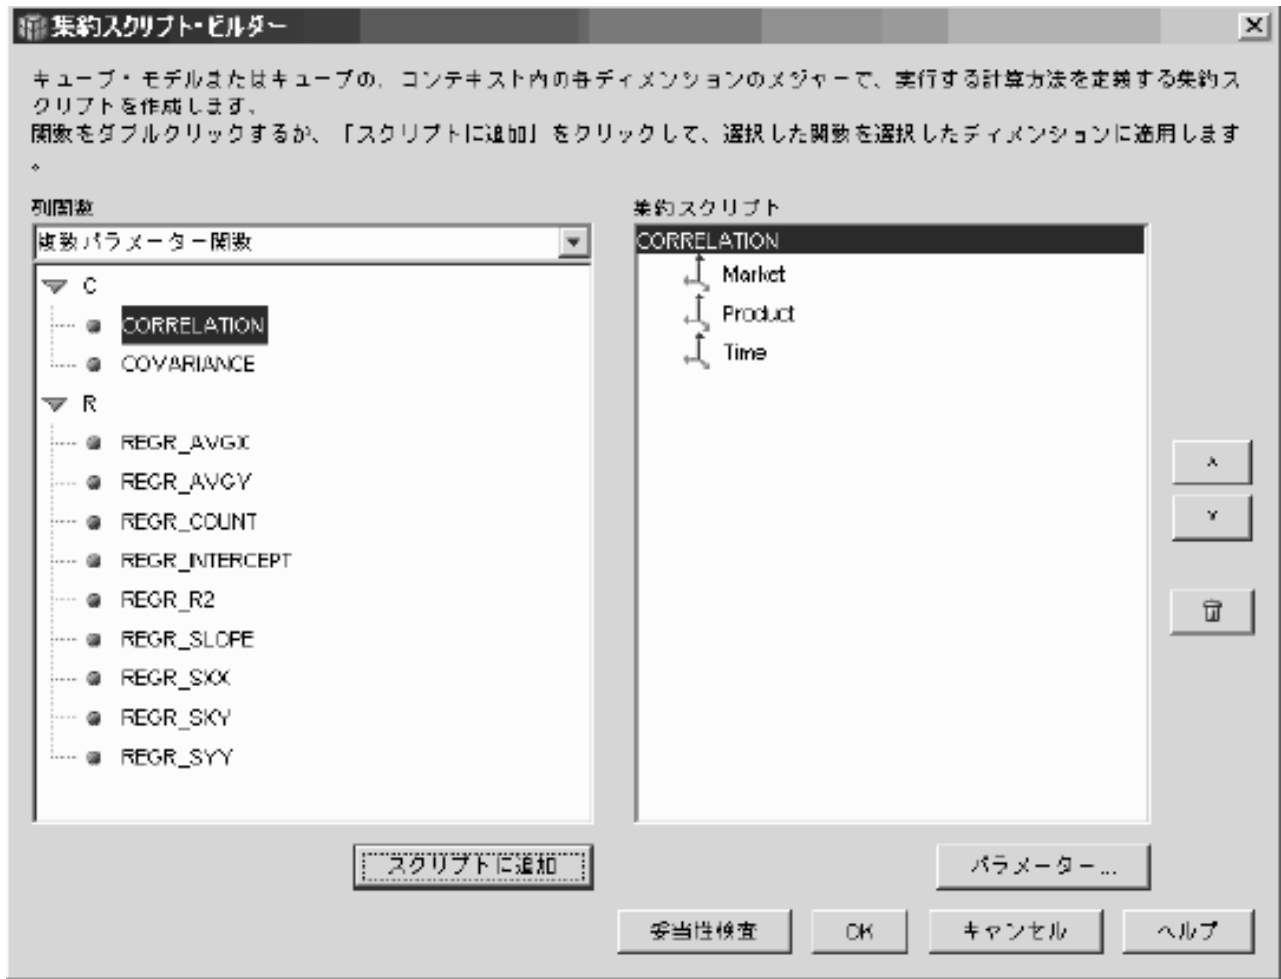 集約スクリプト・ビルダー
キューブ・モデルまたはキューブの、コンテキスト内の各ディメンションのメジャーで、実行する計算方法を定義する集約ス
クリプトを作成します。
関数をダブルクリックするか、「スクリプトに追加」をクリックして、選択した関数を選択したディメンションに適用します
。
列関数
複数パラメーター関数
C
CORRELATION
COVARIANCE
R
REGR_AVGX
REGR_AVGY
REGR_COUNT
REGR_INTERCEPT
REGR_R2
REGR_SLOPE
REGR_SXX
REGR_SXY
REGR_SYY
スクリプトに追加
集約スクリプト
CORRELATION
Market
Product
Time
パラメーター...
妥当性検査
OK
キャンセル
ヘルプ